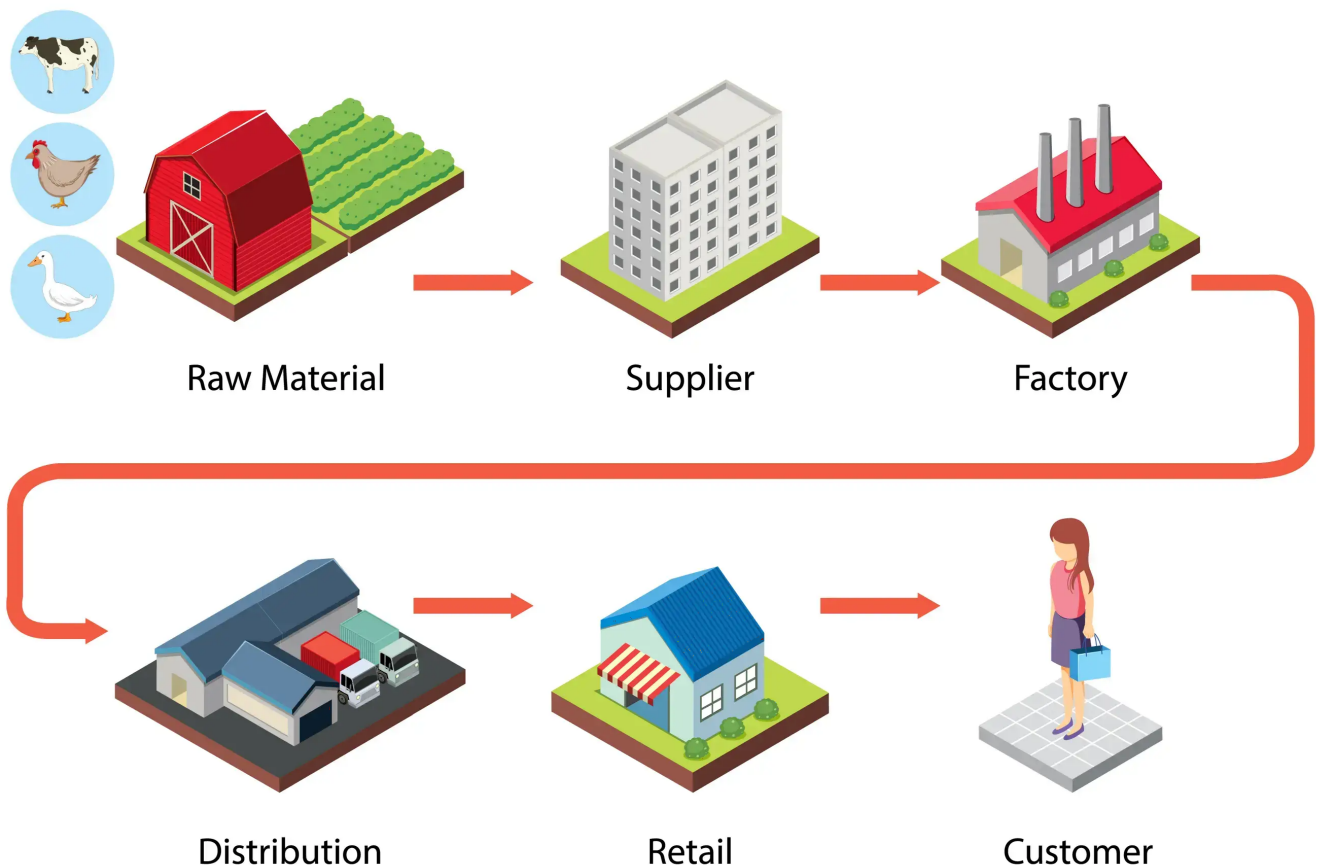 Raw Material
Supplier
Factory
Distribution
Retail
Customer